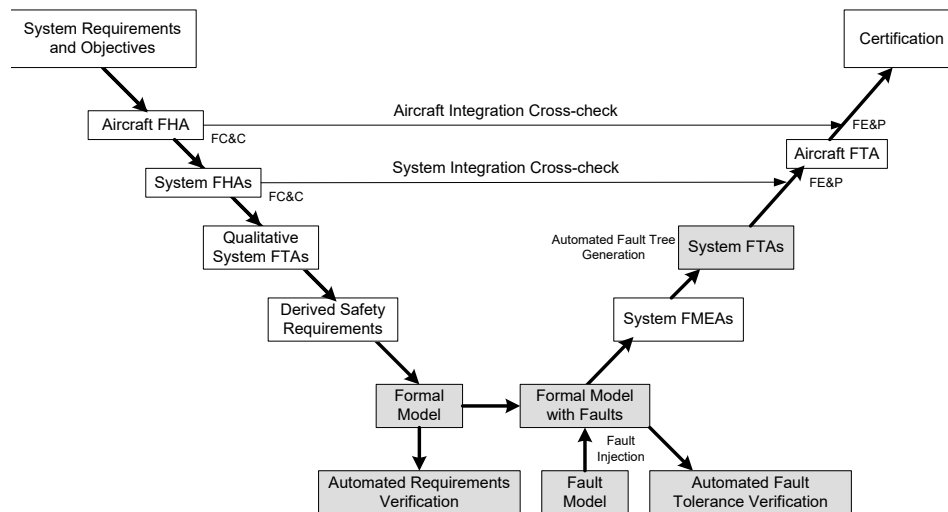 System Requirements
and Objectives
Certification
Aircraft Integration Cross-check
Aircraft FHA
FC&C
FE&P
Aircraft FTA
System Integration Cross-check
System FHAs
FC&C
FE&P
Qualitative
System FTAs
Automated Fault Tree
Generation
System FTAs
Derived Safety
Requirements
System FMEAs
Formal
Model
Formal Model
with Faults
Fault
Injection
Automated Requirements
Verification
Fault
Model
Automated Fault
Tolerance Verification